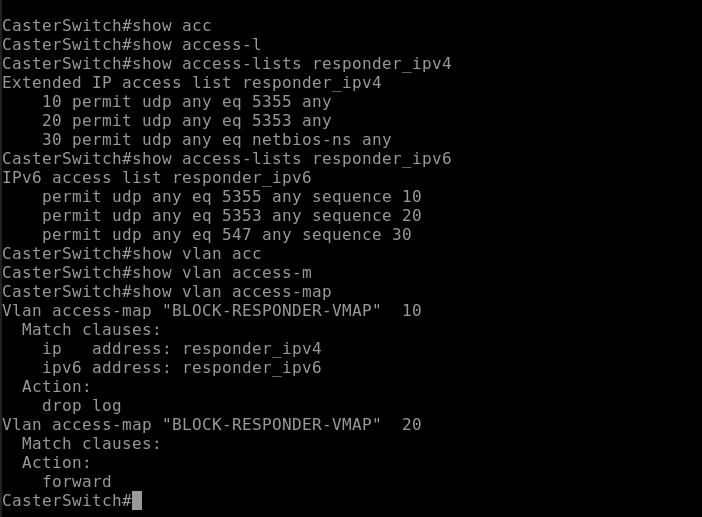 CasterSwitch#show acc
CasterSwitch#show access-l
CasterSwitch#show access-lists responder_ipv4
Extended IP access list responder_ipv4
    10 permit udp any eq 5355 any
    20 permit udp any eq 5353 any
    30 permit udp any eq netbios-ns any
CasterSwitch#show access-lists responder_ipv6
IPv6 access list responder_ipv6
    permit udp any eq 5355 any sequence 10
    permit udp any eq 5353 any sequence 20
    permit udp any eq 547 any sequence 30
CasterSwitch#show vlan acc
CasterSwitch#show vlan access-m
CasterSwitch#show vlan access-map
Vlan access-map "BLOCK-RESPONDER-VMAP"  10
  Match clauses:
    ip   address: responder_ipv4
    ipv6 address: responder_ipv6
  Action:
    drop log
Vlan access-map "BLOCK-RESPONDER-VMAP"  20
  Match clauses:
  Action:
    forward
CasterSwitch#